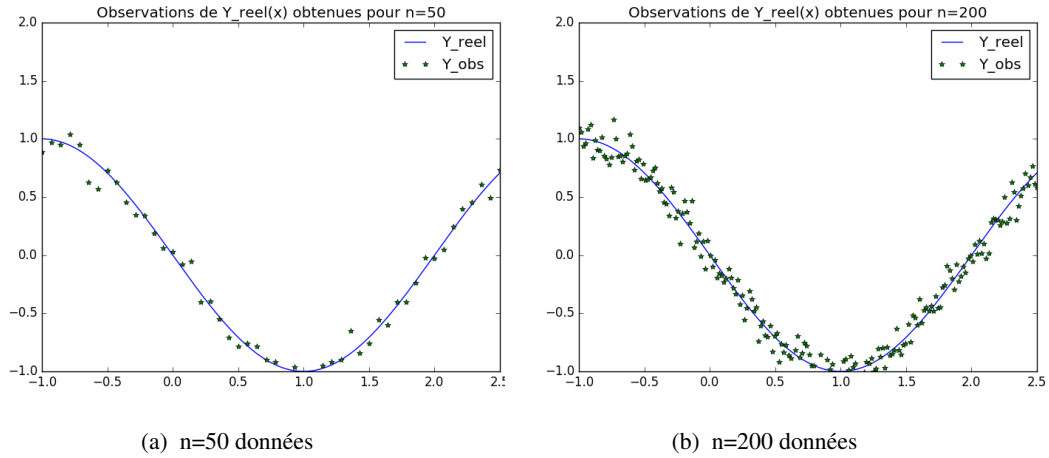 Observations de Y_reel(x) obtenues pour n=50
2.0
1.5
1.0
0.5
0.0
−0.5
−1.0
−1.0 −0.5 0.0 0.5 1.0 1.5 2.0 2.5
Y_reel
Y_obs
(a) n=50 données
Observations de Y_reel(x) obtenues pour n=200
2.0
1.5
1.0
0.5
0.0
−0.5
−1.0
−1.0 −0.5 0.0 0.5 1.0 1.5 2.0 2.5
Y_reel
Y_obs
(b) n=200 données